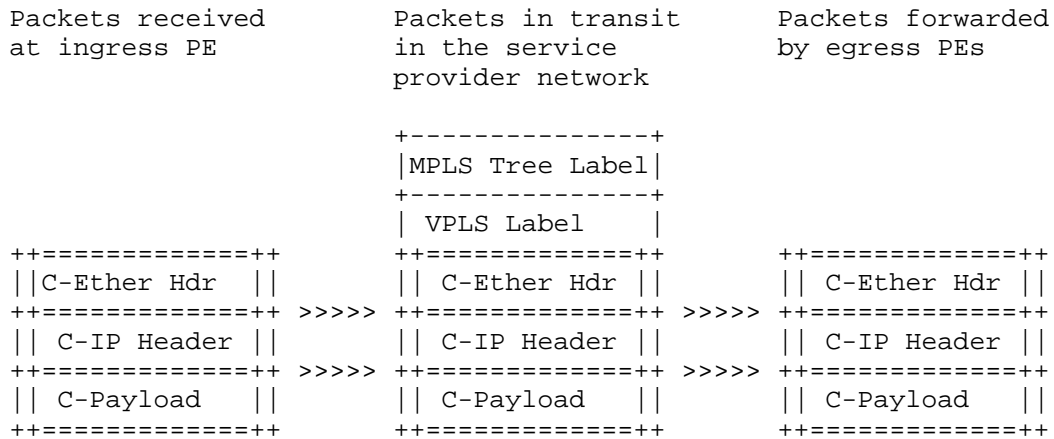 Packets received        Packets in transit      Packets forwarded
at ingress PE           in the service          by egress PEs
                        provider network

                        +---------------+
                        |MPLS Tree Label|
                        +---------------+
                        | VPLS Label    |
++=============++       ++=============++       ++=============++
||C-Ether Hdr  ||       || C-Ether Hdr ||       || C-Ether Hdr ||
++=============++ >>>>> ++=============++ >>>>> ++=============++
|| C-IP Header ||       || C-IP Header ||       || C-IP Header ||
++=============++ >>>>> ++=============++ >>>>> ++=============++
|| C-Payload   ||       || C-Payload   ||       || C-Payload   ||
++=============++       ++=============++       ++=============++